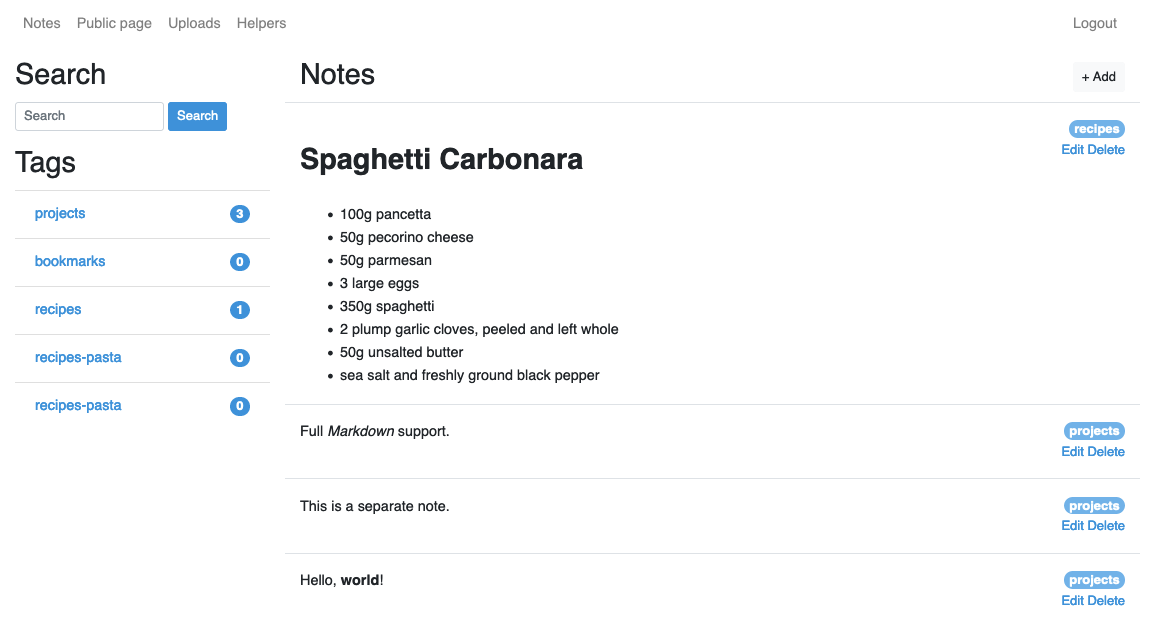 Notes Public page Uploads Helpers Logout
Search
Search Search
Tags
projects 3
bookmarks 0
recipes 1
recipes-pasta 0
recipes-pasta 0
Notes + Add
recipes
Edit Delete
Spaghetti Carbonara
• 100g pancetta
• 50g pecorino cheese
• 50g parmesan
• 3 large eggs
• 350g spaghetti
• 2 plump garlic cloves, peeled and left whole
• 50g unsalted butter
• sea salt and freshly ground black pepper
Full Markdown support. projects
Edit Delete
This is a separate note. projects
Edit Delete
Hello, world! projects
Edit Delete